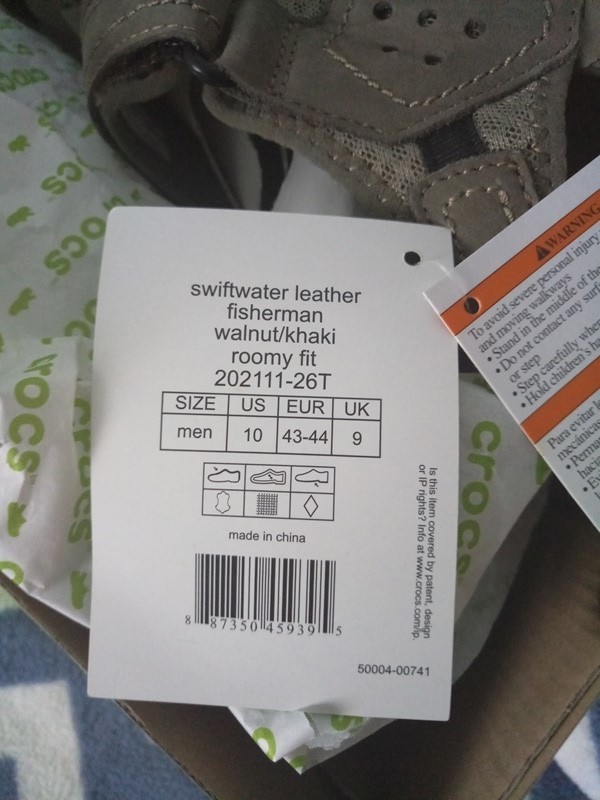 swiftwater leather
fisherman
walnut/khaki
roomy fit
202111-26T
SIZE US EUR UK
men 10 43-44 9
made in china
8 87350 45939 5
50004-00741
Is this item covered by patent, design
or IP rights? Info at www.crocs.com/ip.
WARNING
To avoid severe personal injury
and moving walkways
• Stand in the middle of the
• Do not contact any
or step
• Step carefully when
• Hold children's
Para evitar
crocs
crocs
crocs